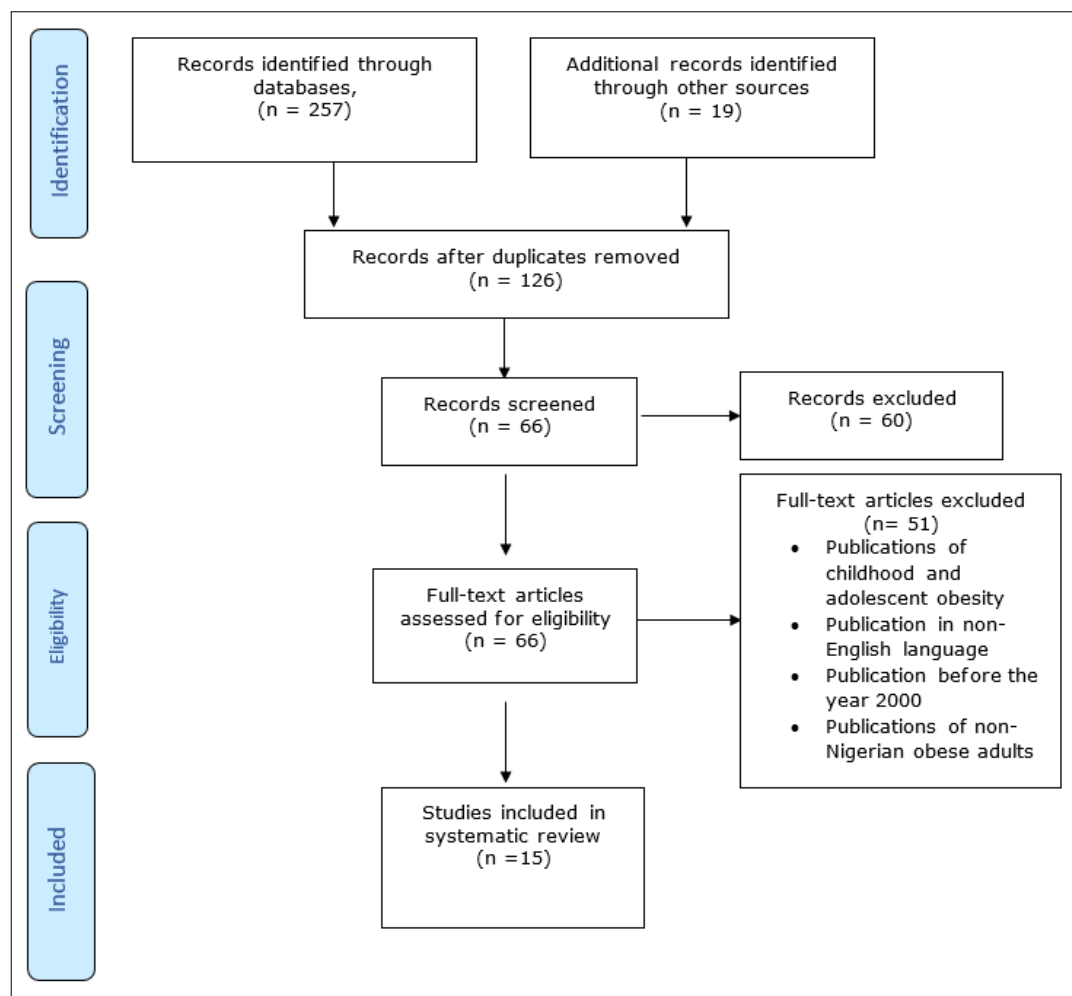 Identification
Records identified through
databases,
(n = 257)
Additional records identified
through other sources
(n = 19)
Records after duplicates removed
(n = 126)
Screening
Records screened
(n = 66)
Records excluded
(n = 60)
Eligibility
Full-text articles
assessed for eligibility
(n = 66)
Full-text articles excluded
(n= 51)
• Publications of
childhood and
adolescent obesity
• Publication in non-
English language
• Publication before the
year 2000
• Publications of non-
Nigerian obese adults
Included
Studies included in
systematic review
(n =15)